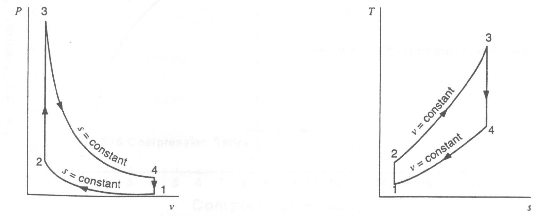 P
3
s = constant
2
s = constant
4
1
v
T
3
v = constant
2
v = constant
4
1
s